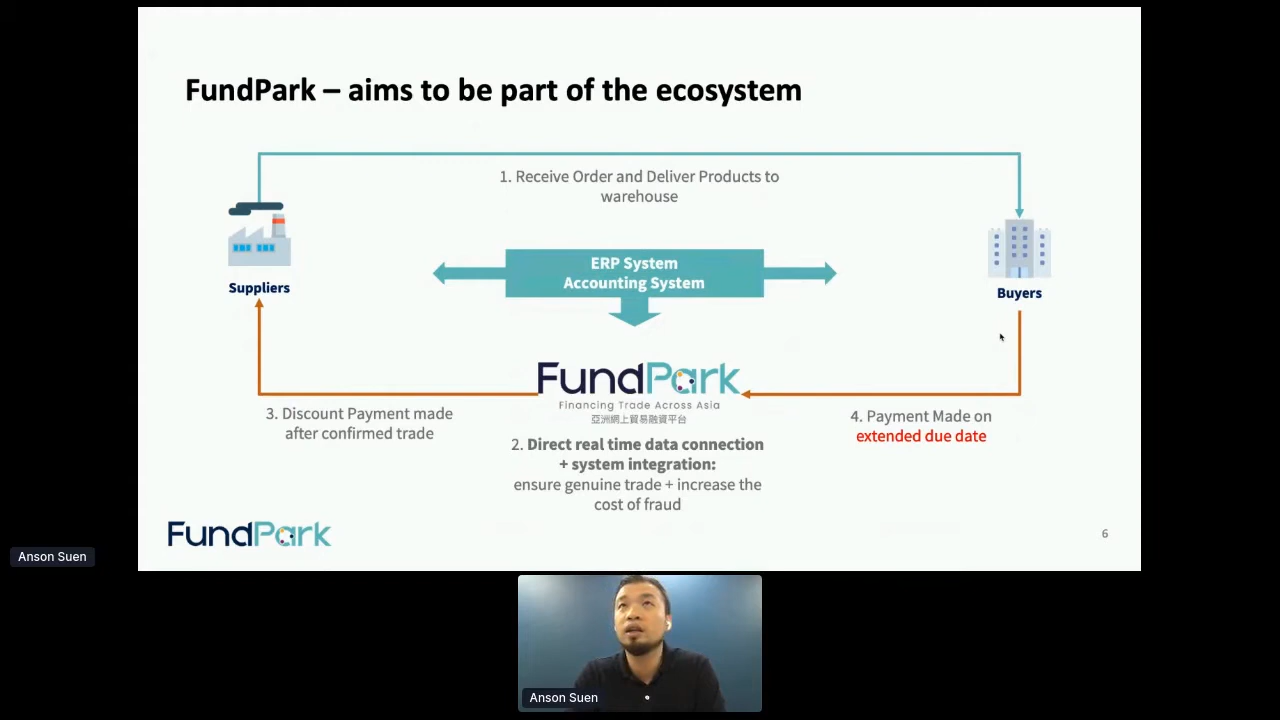 FundPark – aims to be part of the ecosystem
1. Receive Order and Deliver Products to
warehouse
ERP System
Accounting System
Suppliers
Buyers
FundPark
Financing Trade Across Asia
亞洲網上貿易融資平台
3. Discount Payment made
after confirmed trade
4. Payment Made on
extended due date
2. Direct real time data connection
+ system integration:
ensure genuine trade + increase the
cost of fraud
FundPark
6
Anson Suen
Anson Suen